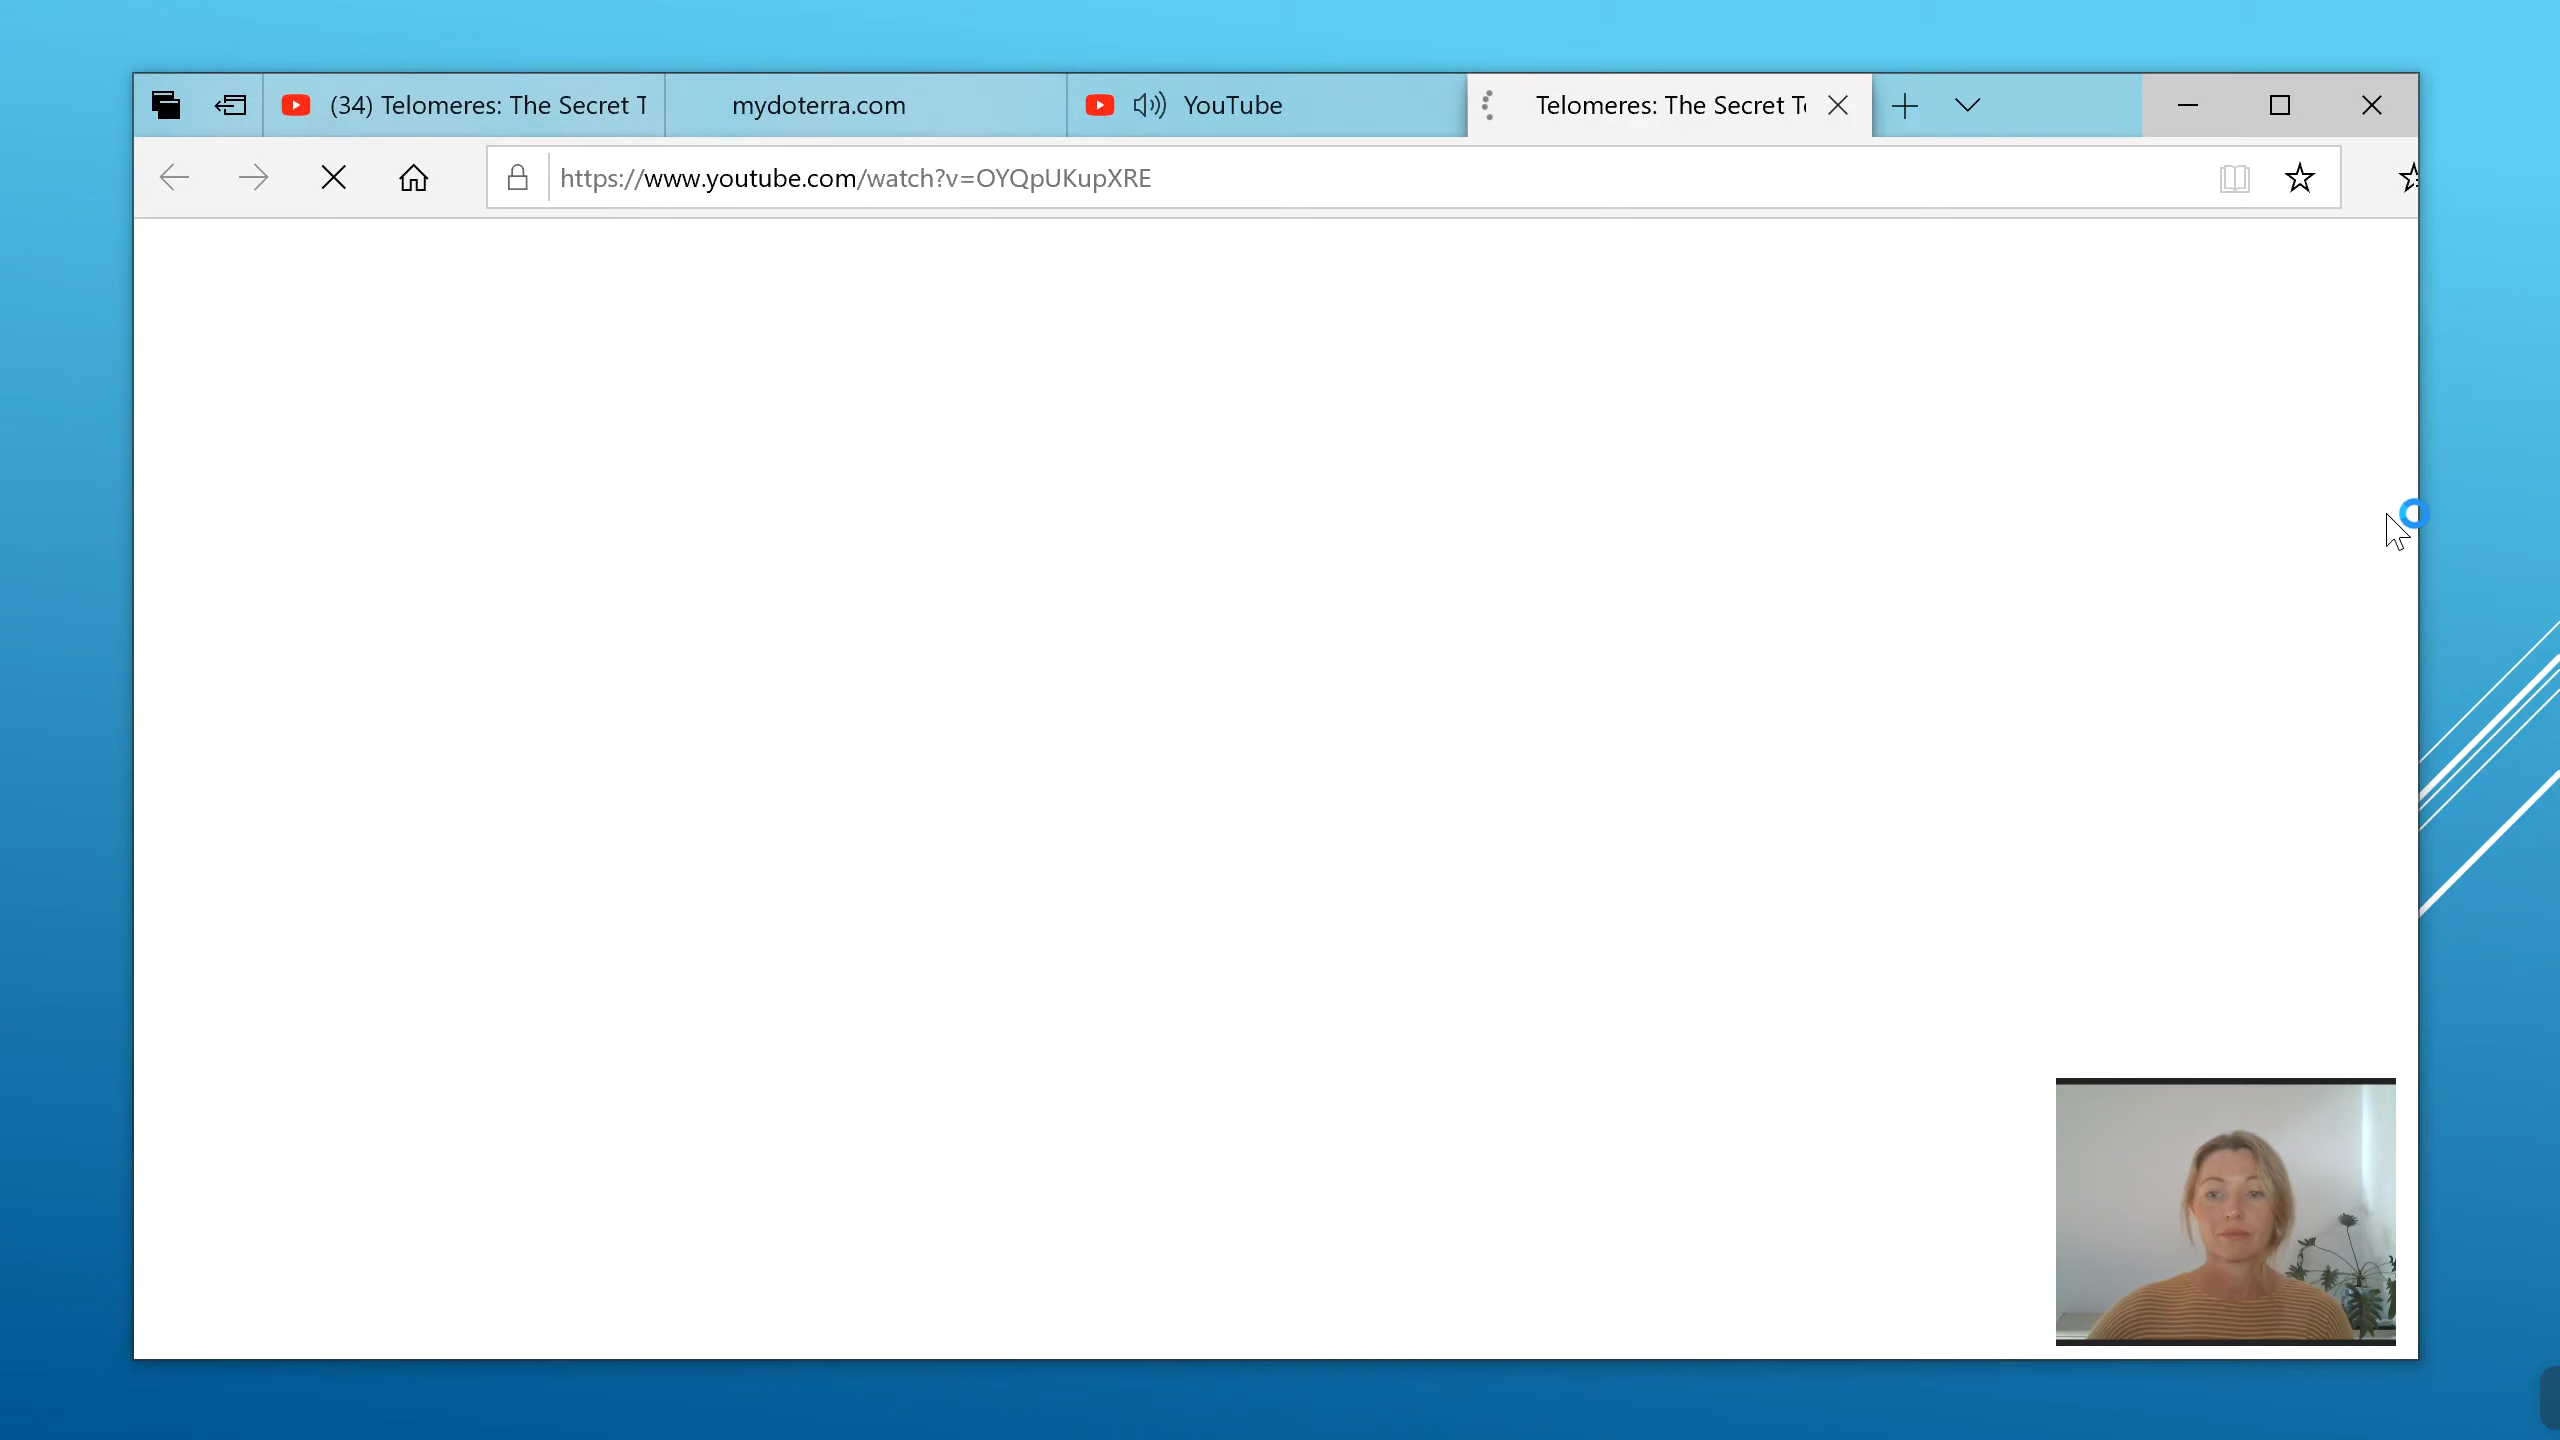 (34) Telomeres: The Secret T
mydoterra.com
YouTube
Telomeres: The Secret T
https://www.youtube.com/watch?v=OYQpUKupXRE